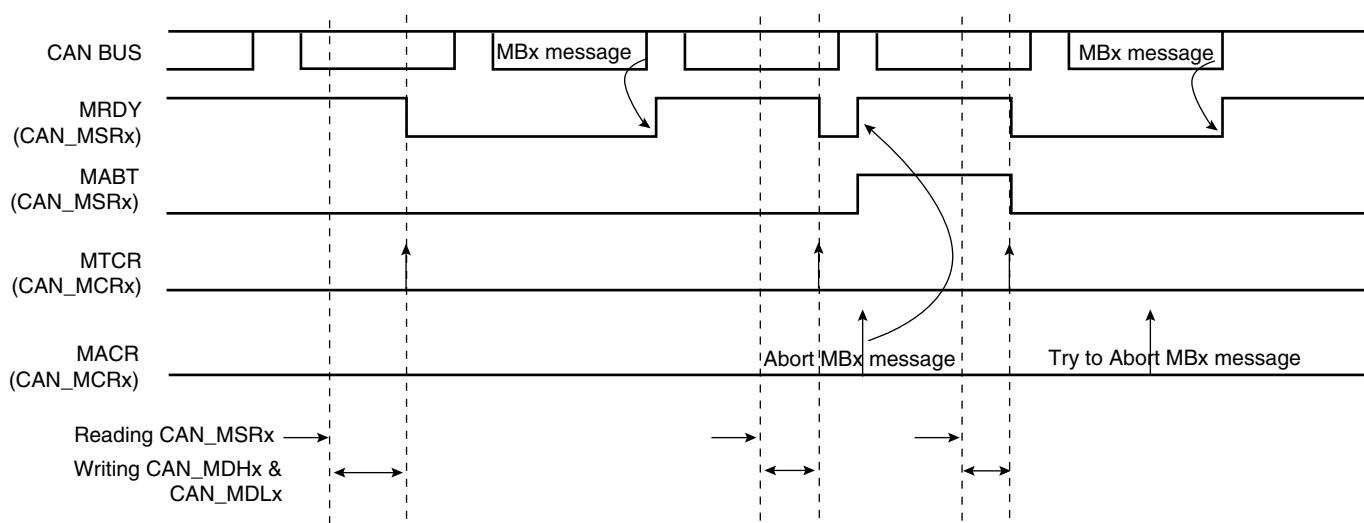 CAN BUS
MBx message
MBx message
MRDY
(CAN_MSRx)
MABT
(CAN_MSRx)
MTCR
(CAN_MCRx)
MACR
(CAN_MCRx)
Abort MBx message
Try to Abort MBx message
Reading CAN_MSRx
Writing CAN_MDHx &
CAN_MDLx